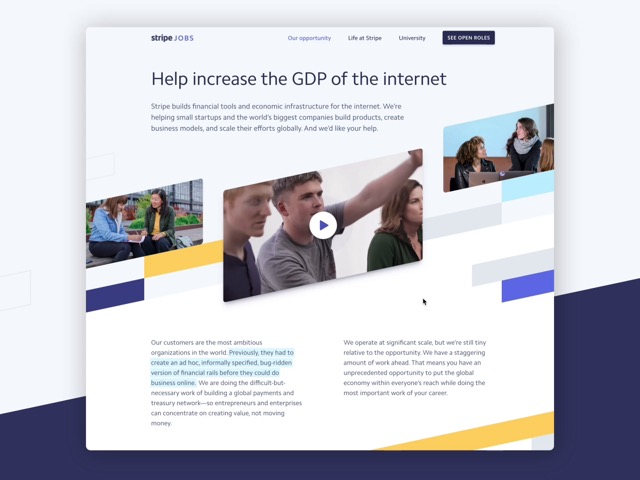 stripe JOBS
Our opportunity
Life at Stripe
University
SEE OPEN ROLES
Help increase the GDP of the internet
Stripe builds financial tools and economic infrastructure for the internet. We're
helping small startups and the world's biggest companies build products, create
business models, and scale their efforts globally. And we'd like your help.
Our customers are the most ambitious
organizations in the world. Previously, they had to
create an ad hoc, informally specified, bug-ridden
version of financial rails before they could do
business online. We are doing the difficult-but-
necessary work of building a global payments and
treasury network—so entrepreneurs and enterprises
can concentrate on creating value, not moving
money.
We operate at significant scale, but we're still tiny
relative to the opportunity. We have a staggering
amount of work ahead. That means you have an
unprecedented opportunity to put the global
economy within everyone's reach while doing the
most important work of your career.